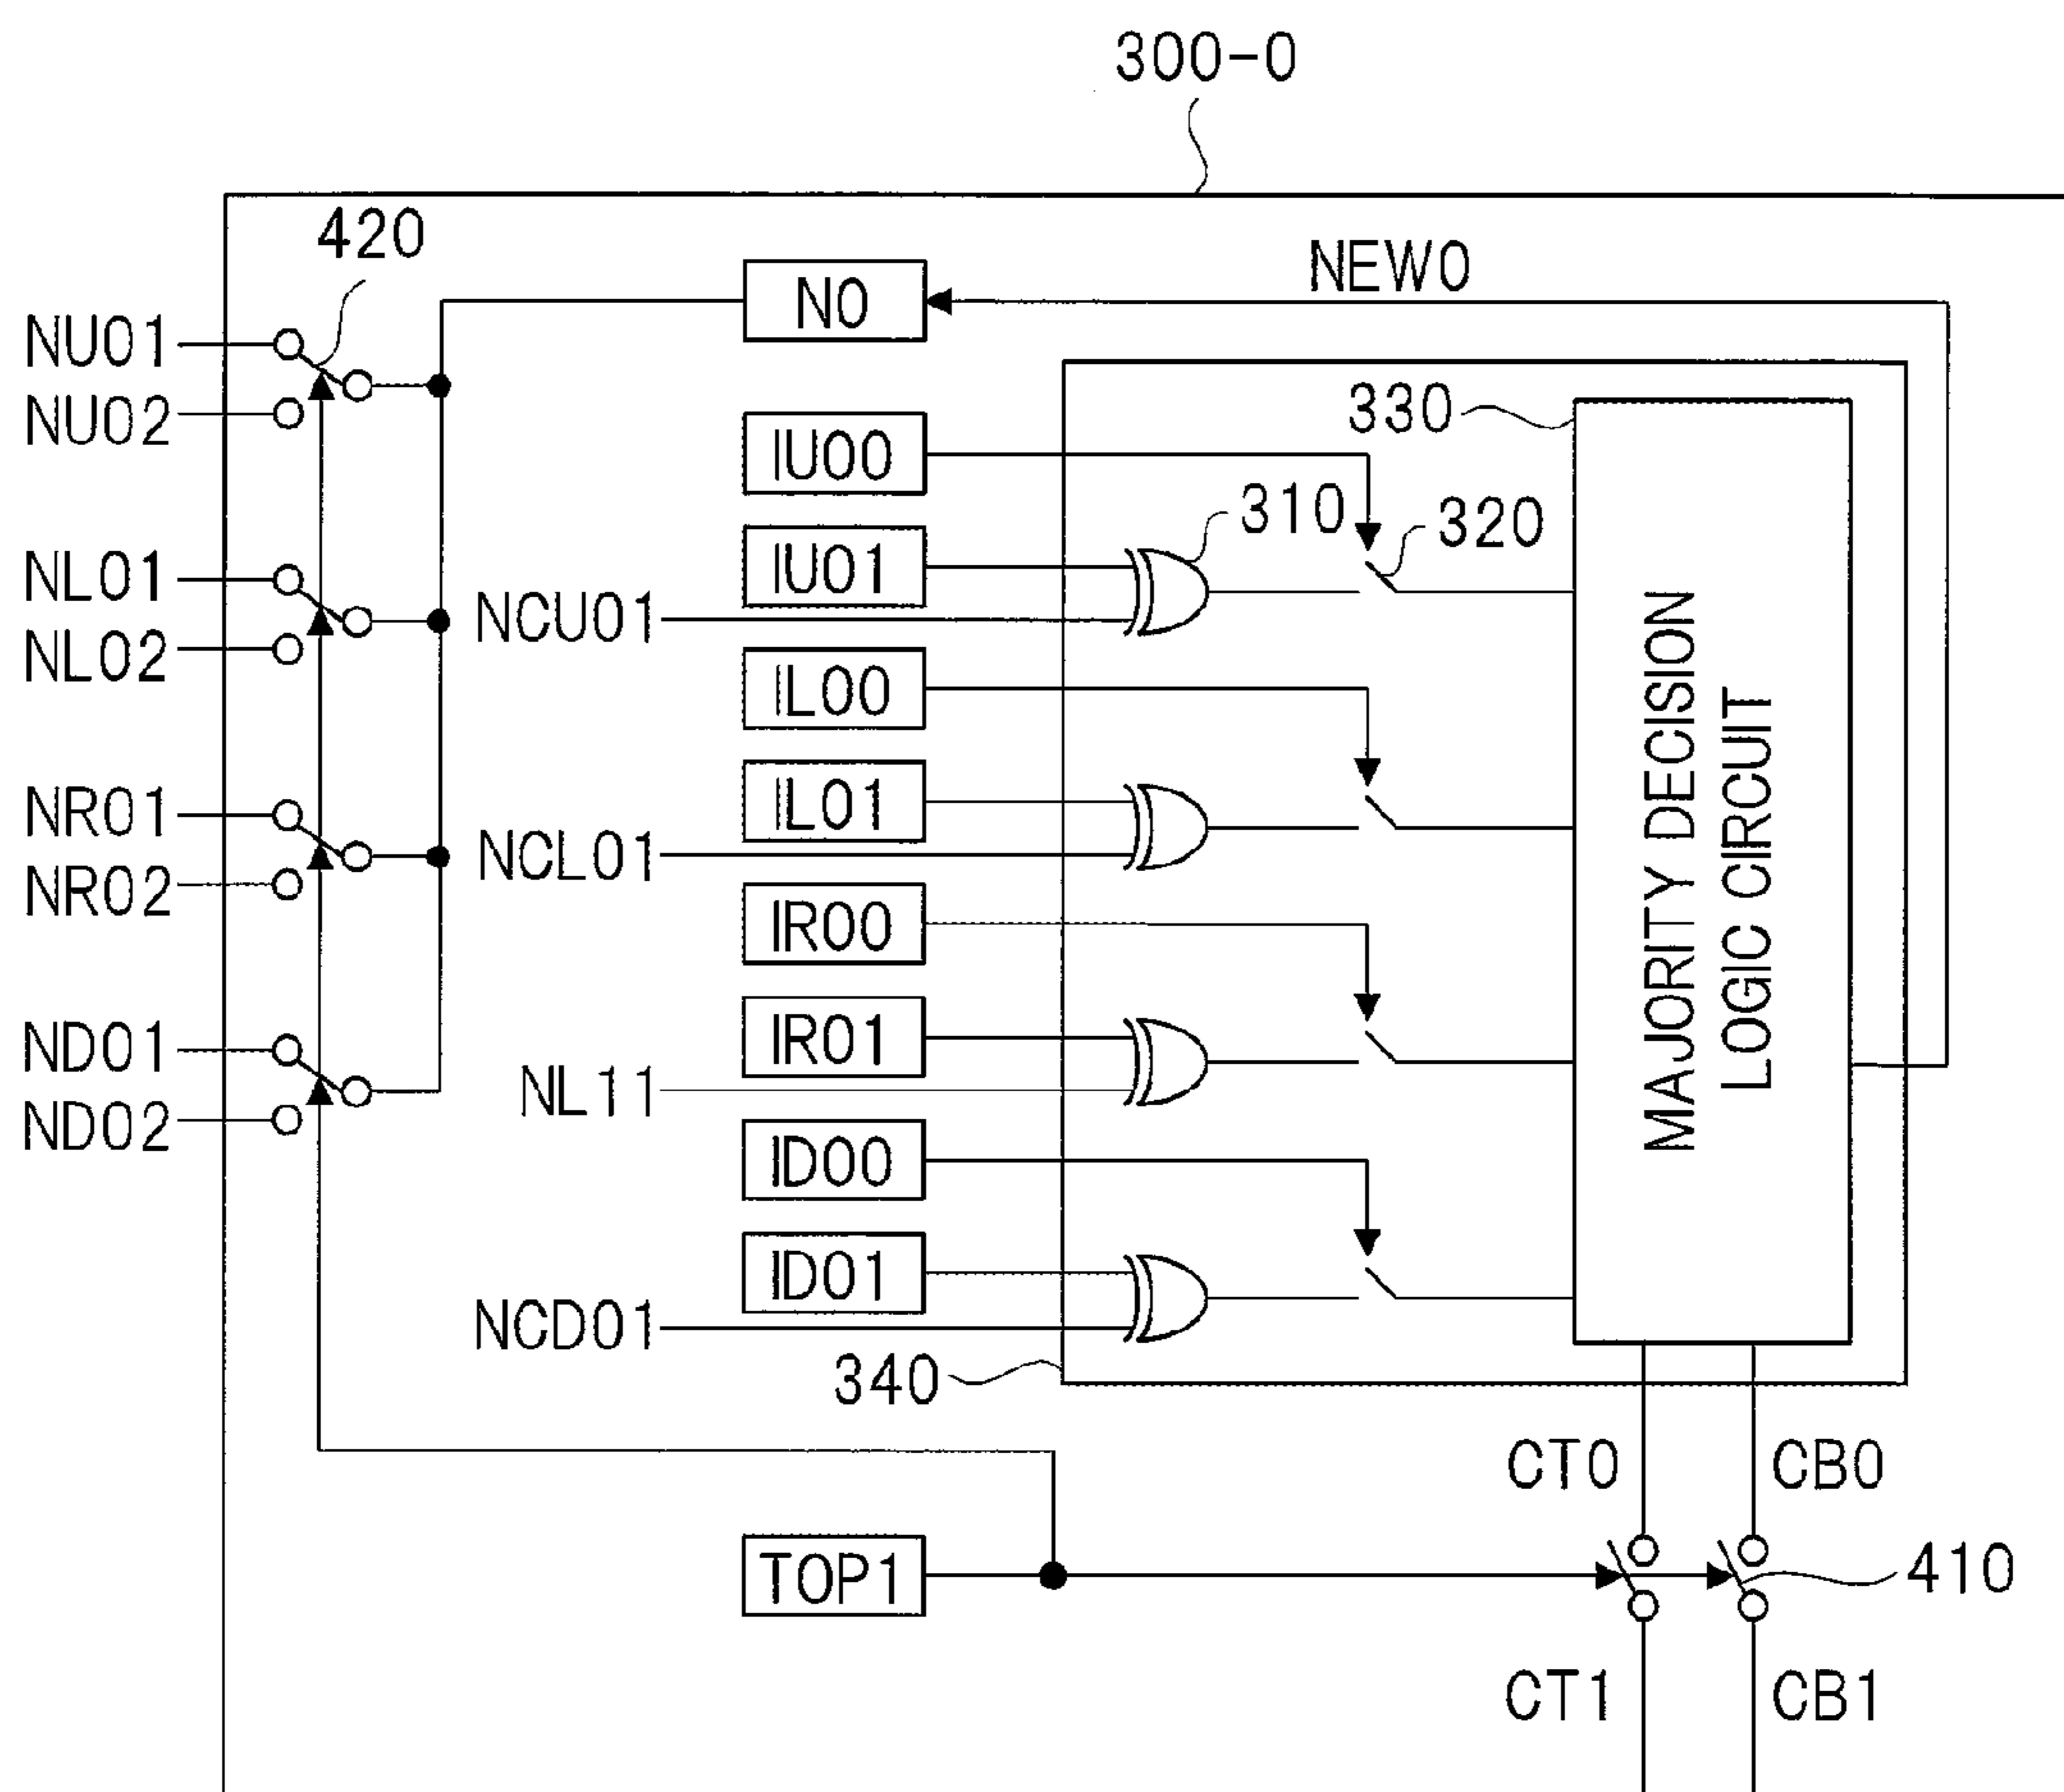 300-0
420
N0
NEW0
NU01
NU02
330
IU00
310
320
IU01
NCU01
NL01
NL02
IL00
IL01
NCL01
NR01
NR02
IR00
IR01
NL11
ND01
ND02
ID00
ID01
NCD01
MAJORITY DECISION
LOGIC CIRCUIT
340
CT0
CB0
TOP1
410
CT1
CB1